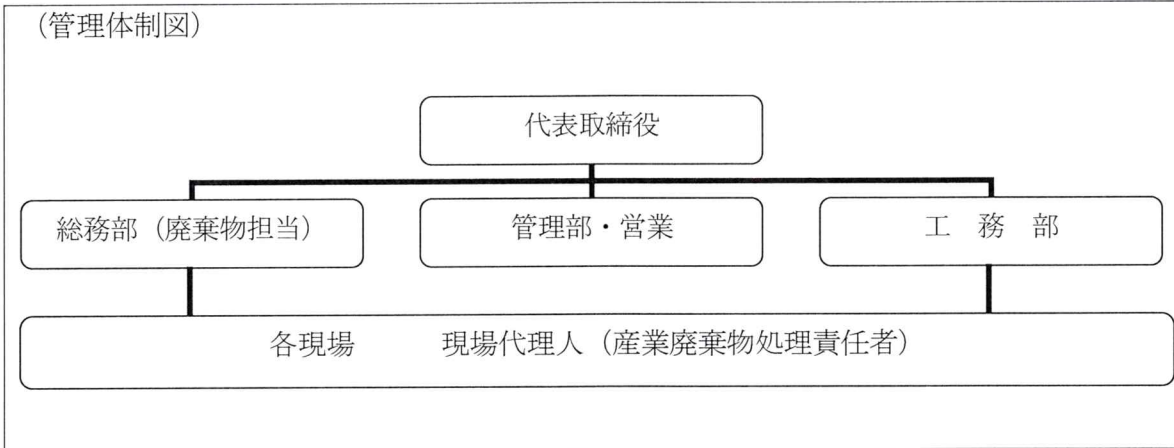 （管理体制図）
代表取締役
総務部（廃棄物担当）
管理部・営業
工　務　部
各現場　　　現場代理人（産業廃棄物処理責任者）